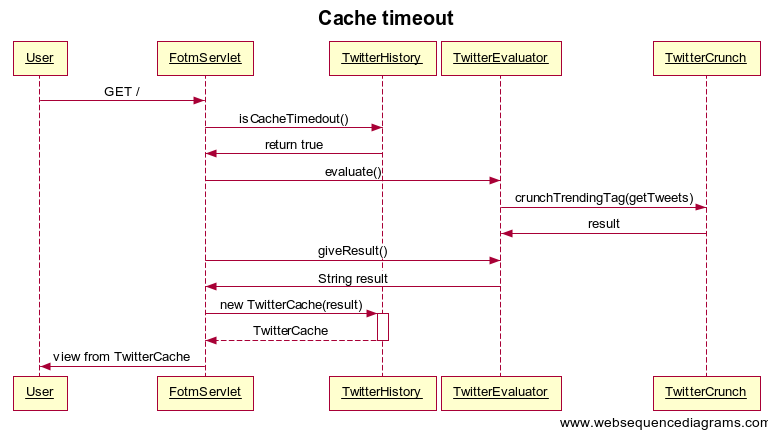 Cache timeout
User FotmServlet TwitterHistory TwitterEvaluator TwitterCrunch
GET /
isCacheTimedout()
return true
evaluate()
crunchTrendingTag(getTweets)
result
giveResult()
String result
new TwitterCache(result)
TwitterCache
view from TwitterCache
User FotmServlet TwitterHistory TwitterEvaluator TwitterCrunch
www.websequencediagrams.com